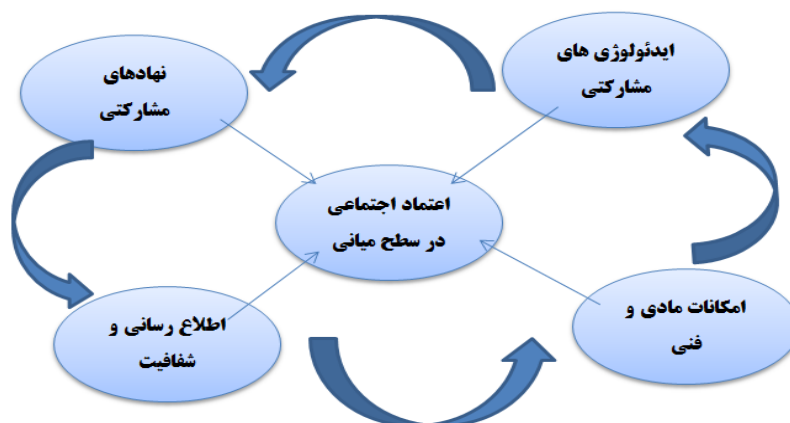 ایدئولوژی های
مشارکتی
نهادهای
مشارکتی
اعتماد اجتماعی
در سطح میانی
امکانات مادی و
فنی
اطلاع رسانی و
شفافیت